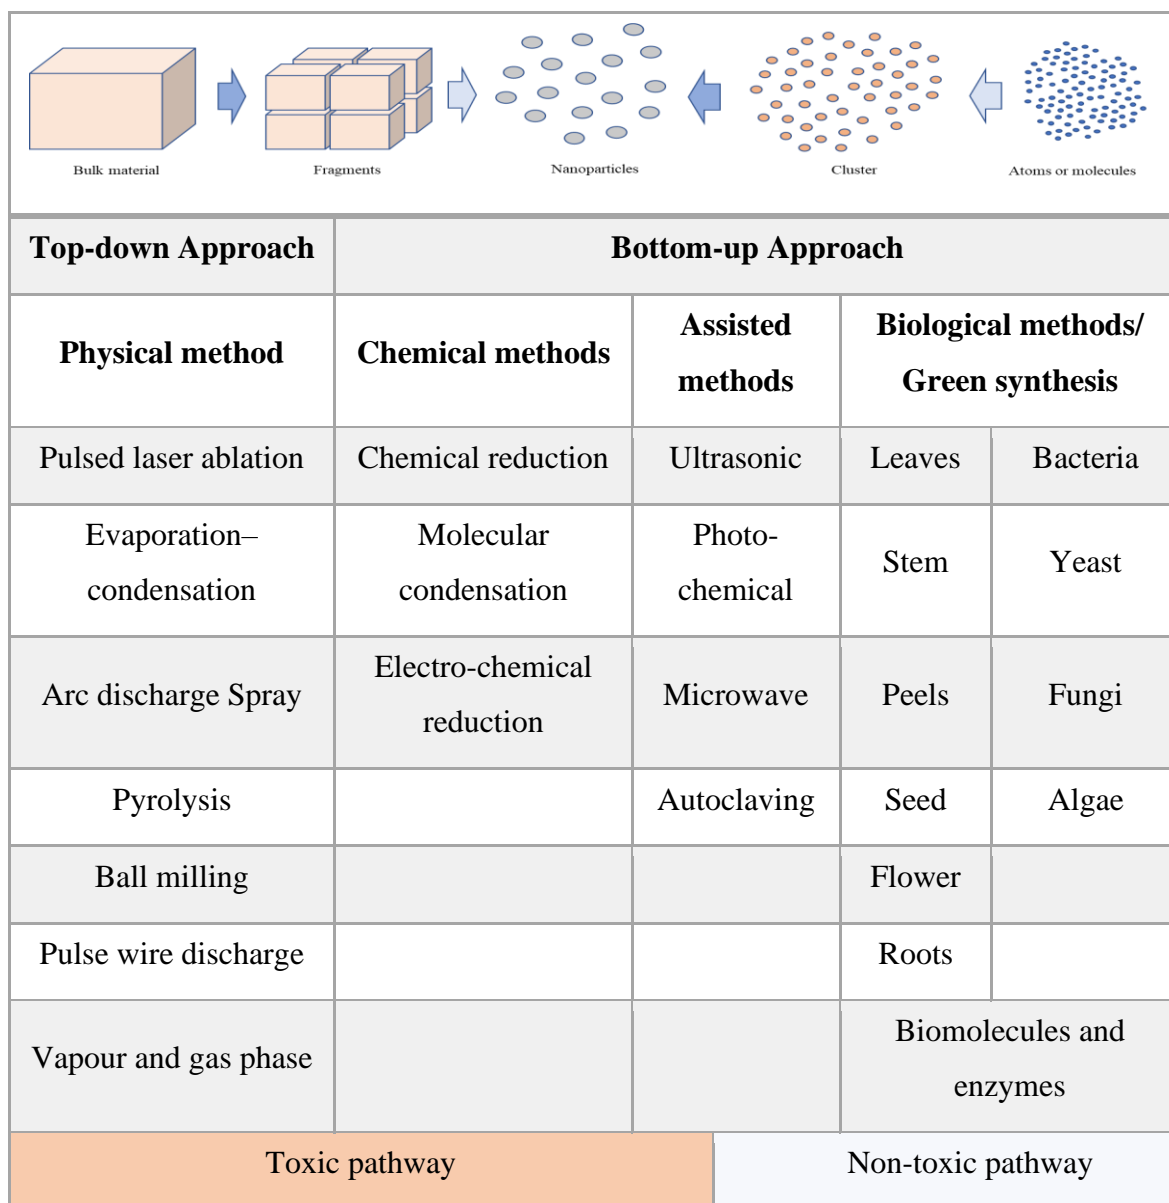 Bulk material
Fragments
Nanoparticles
Cluster
Atoms or molecules
Top-down Approach
Bottom-up Approach
Physical method
Chemical methods
Assisted
methods
Biological methods/
Green synthesis
Pulsed laser ablation
Chemical reduction
Ultrasonic
Leaves
Bacteria
Evaporation–
condensation
Molecular
condensation
Photo-
chemical
Stem
Yeast
Arc discharge Spray
Electro-chemical
reduction
Microwave
Peels
Fungi
Pyrolysis
Autoclaving
Seed
Algae
Ball milling
Flower
Pulse wire discharge
Roots
Vapour and gas phase
Biomolecules and
enzymes
Toxic pathway
Non-toxic pathway